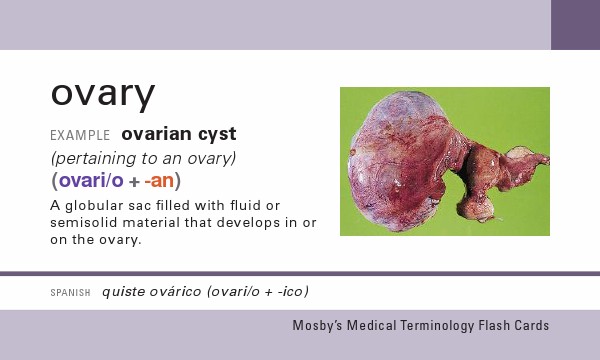 ovary
EXAMPLE ovarian cyst
(pertaining to an ovary)
(ovari/o + -an)
A globular sac filled with fluid or
semisolid material that develops in or
on the ovary.
SPANISH quiste ovárico (ovari/o + -ico)
Mosby's Medical Terminology Flash Cards